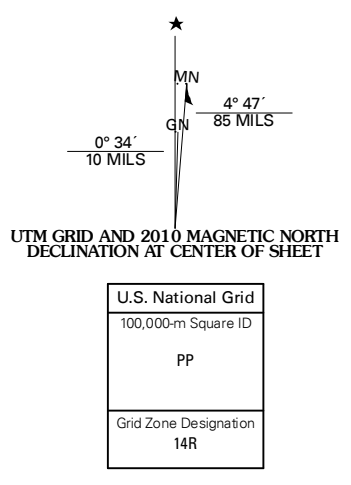 MN
4° 47´
85 MILS
GN
0° 34´
10 MILS
UTM GRID AND 2010 MAGNETIC NORTH
DECLINATION AT CENTER OF SHEET
U.S. National Grid
100,000-m Square ID
PP
Grid Zone Designation
14R